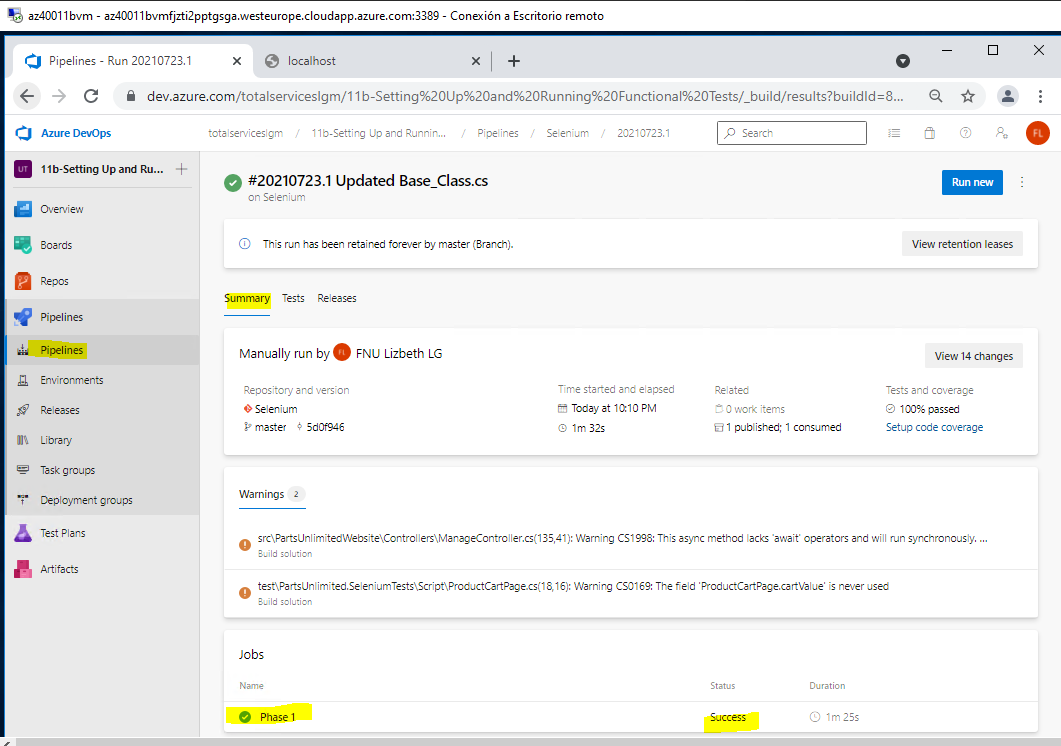 az40011bvm - az40011bvmfjzti2pptgsga.westeurope.cloudapp.azure.com:3389 - Conexión a Escritorio remoto
Pipelines - Run 20210723.1
localhost
dev.azure.com/totalserviceslgm/11b-Setting%20Up%20and%20Running%20Functional%20Tests/_build/results?buildId=8...
Azure DevOps
totalserviceslgm / 11b-Setting Up and Runnin... / Pipelines / Selenium / 20210723.1
Search
FL
UT 11b-Setting Up and Ru...
Overview
Boards
Repos
Pipelines
Pipelines
Environments
Releases
Library
Task groups
Deployment groups
Test Plans
Artifacts
#20210723.1 Updated Base_Class.cs
on Selenium
Run new
This run has been retained forever by master (Branch).
View retention leases
Summary Tests Releases
Manually run by FL FNU Lizbeth LG
View 14 changes
Repository and version
Selenium
master 5d0f946
Time started and elapsed
Today at 10:10 PM
1m 32s
Related
0 work items
1 published; 1 consumed
Tests and coverage
100% passed
Setup code coverage
Warnings 2
src\PartsUnlimitedWebsite\Controllers\ManageController.cs(135,41): Warning CS1998: This async method lacks 'await' operators and will run synchronously. ...
Build solution
test\PartsUnlimited.SeleniumTests\Script\ProductCartPage.cs(18,16): Warning CS0169: The field 'ProductCartPage.cartValue' is never used
Build solution
Jobs
Name Status Duration
Phase 1 Success 1m 25s